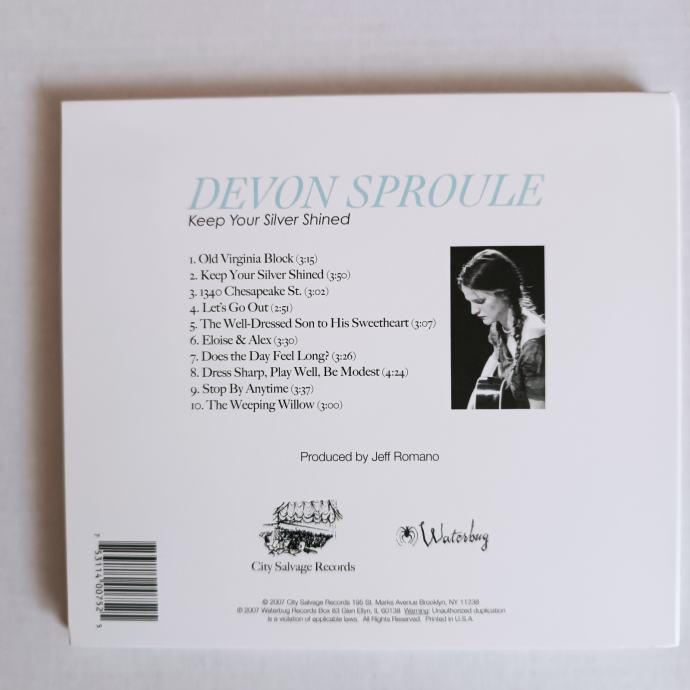 DEVON SPROULE
Keep Your Silver Shined
1. Old Virginia Block (3:15)
2. Keep Your Silver Shined (3:50)
3. 1340 Chesapeake St. (3:02)
4. Let's Go Out (2:51)
5. The Well-Dressed Son to His Sweetheart (3:07)
6. Eloise & Alex (3:30)
7. Does the Day Feel Long? (3:26)
8. Dress Sharp, Play Well, Be Modest (4:24)
9. Stop By Anytime (3:37)
10. The Weeping Willow (3:00)
Produced by Jeff Romano
City Salvage Records
Waterbug
7 53114 00752 5
© 2007 City Salvage Records 195 St. Marks Avenue Brooklyn, NY 11238
℗ 2007 Waterbug Records Box 63 Glen Ellyn, IL 60138 Warning: Unauthorized duplication
is a violation of applicable laws. All Rights Reserved. Printed in U.S.A.